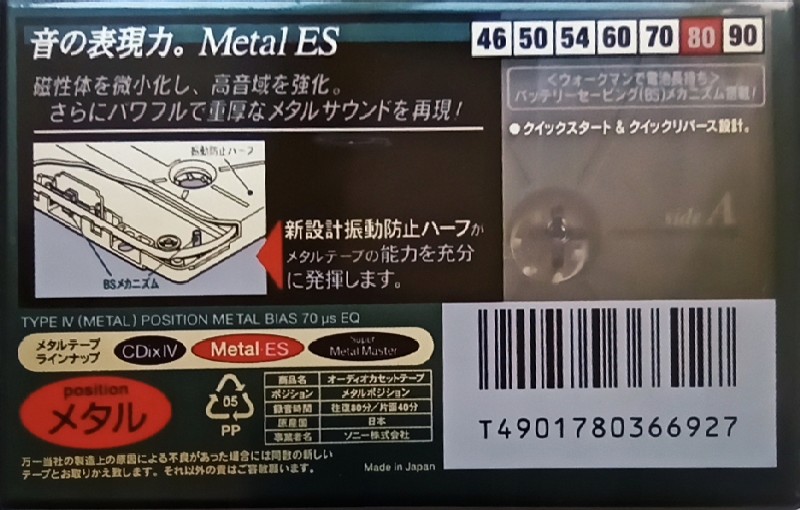 音の表現力。Metal ES
46 50 54 60 70 80 90
磁性体を微小化し、高音域を強化。
さらにパワフルで重厚なメタルサウンドを再現!
<ウォークマンで電池長持ち>
バッテリーセービング(BS)メカニズム搭載!
●クイックスタート&クイックリバース設計。
振動防止ハーフ
BSメカニズム
新設計振動防止ハーフが
メタルテープの能力を充分
に発揮します。
side A
TYPE IV (METAL) POSITION METAL BIAS 70 μs EQ
メタルテープ
ラインナップ
CDixIV
Metal-ES
Super
Metal Master
position
メタル
05
PP
商品名 オーディオカセットテープ
ポジション メタルポジション
録音時間 往復80分/片面40分
原産国 日本
事業者名 ソニー株式会社
T4901780366927
万一当社の製造上の原因による不良があった場合には同数の新しい
テープとお取りかえ致します。それ以外の責はご容赦願います。
Made in Japan